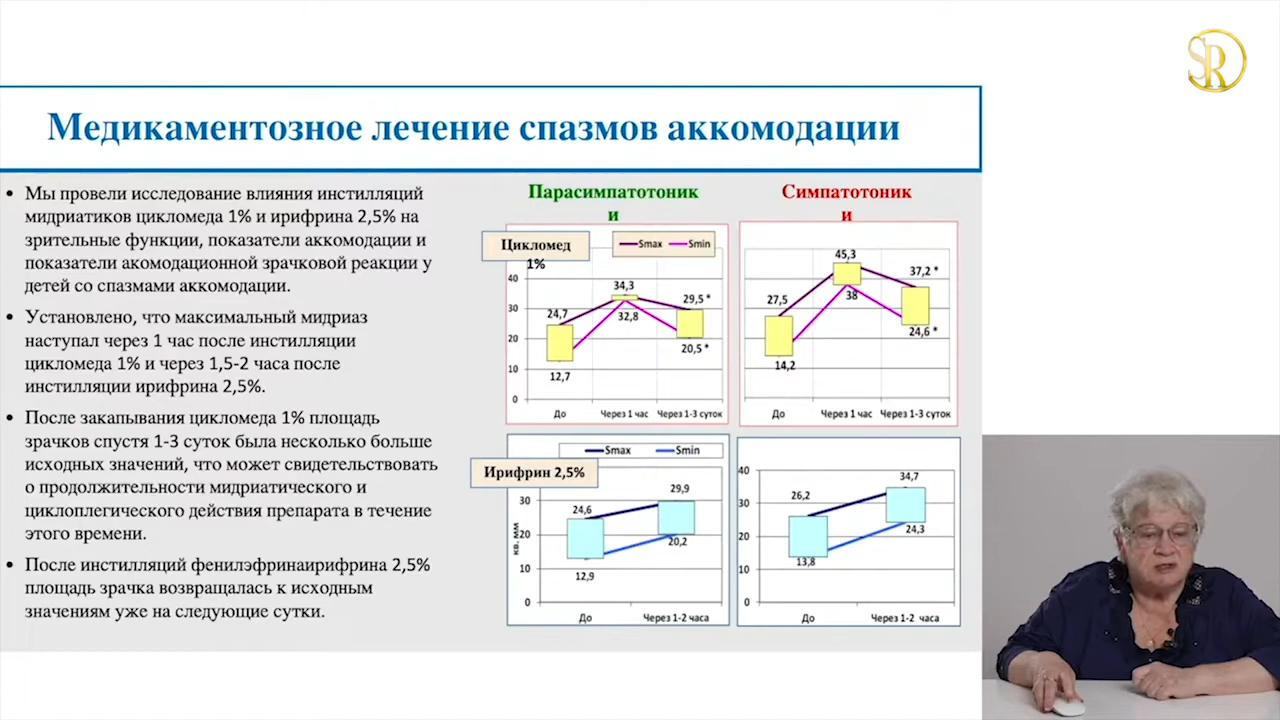 SR
Медикаментозное лечение спазмов аккомодации
• Мы провели исследование влияния инстилляций
мидриатиков цикломеда 1% и ирифрина 2,5% на
зрительные функции, показатели аккомодации и
показатели акомодационной зрачковой реакции у
детей со спазмами аккомодации.
• Установлено, что максимальный мидриаз
наступал через 1 час после инстилляции
цикломеда 1% и через 1,5-2 часа после
инстилляции ирифрина 2,5%.
• После закапывания цикломеда 1% площадь
зрачков спустя 1-3 суток была несколько больше
исходных значений, что может свидетельствовать
о продолжительности мидриатического и
циклоплегического действия препарата в течение
этого времени.
• После инстилляций фенилэфринаирифрина 2,5%
площадь зрачка возвращалась к исходным
значениям уже на следующие сутки.
Парасимпатотоник
и
Симпатотоник
и
Цикломед
1%
Smax Smin
40
30
20
10
0
24,7
12,7
34,3
32,8
29,5 *
20,5 *
До Через 1 час Через 1-3 суток
27,5
14,2
45,3
38
37,2 *
24,6 *
До Через 1 час Через 1-3 суток
Ирифрин 2,5%
Smax Smin
кв. мм
30
20
10
0
24,6
12,9
29,9
20,2
До Через 1-2 часа
40
30
20
10
0
26,2
13,8
34,7
24,3
До Через 1-2 часа